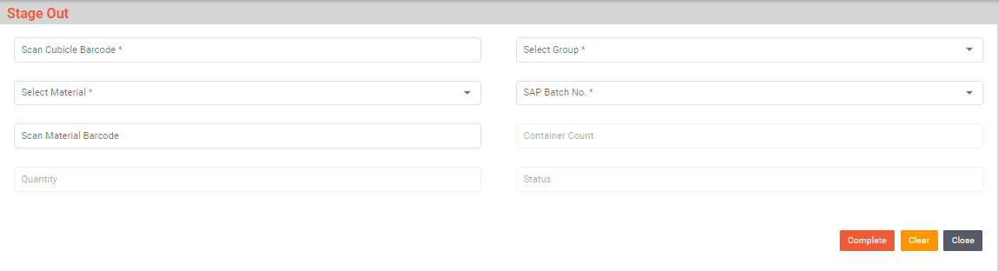 Stage Out
Scan Cubicle Barcode *
Select Group *
Select Material *
SAP Batch No. *
Scan Material Barcode
Container Count
Quantity
Status
Complete
Clear
Close